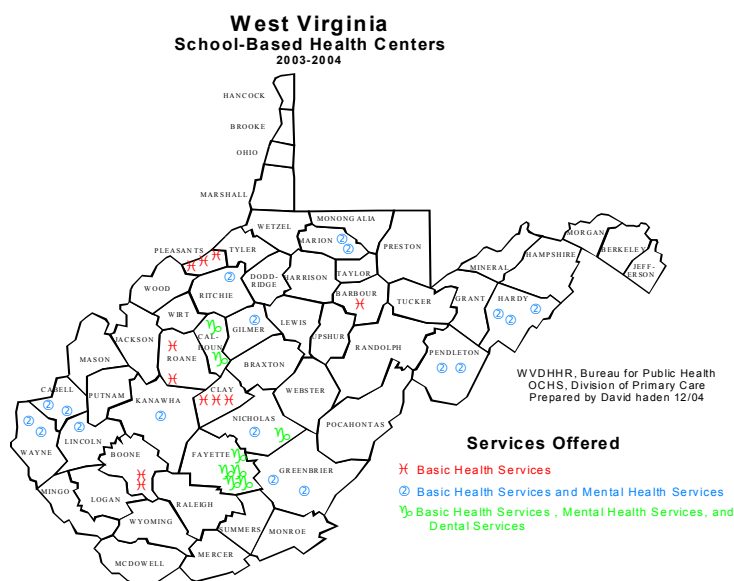 West Virginia
School-Based Health Centers
2003-2004
HANCOCK
BROOKE
OHIO
MARSHALL
WETZEL
MONONGALIA
MORGAN
PLEASANTS
TYLER
MARION
PRESTON
HAMPSHIRE
BERKELEY
JEFF-
ERSON
MINERAL
WOOD
RITCHIE
DODD-
RIDGE
HARRISON
TAYLOR
BARBOUR
TUCKER
GRANT
HARDY
WIRT
CAL-
HOUN
GILMER
LEWIS
UPSHUR
RANDOLPH
PENDLETON
JACKSON
ROANE
MASON
BRAXTON
WEBSTER
WVDHHR, Bureau for Public Health
OCHS, Division of Primary Care
Prepared by David haden 12/04
CABELL
PUTNAM
KANAWHA
CLAY
NICHOLAS
POCAHONTAS
WAYNE
LINCOLN
BOONE
FAYETTE
GREENBRIER
Services Offered
Basic Health Services
Basic Health Services and Mental Health Services
Basic Health Services , Mental Health Services, and
Dental Services
MINGO
LOGAN
RALEIGH
WYOMING
SUMMERS
MONROE
MCDOWELL
MERCER